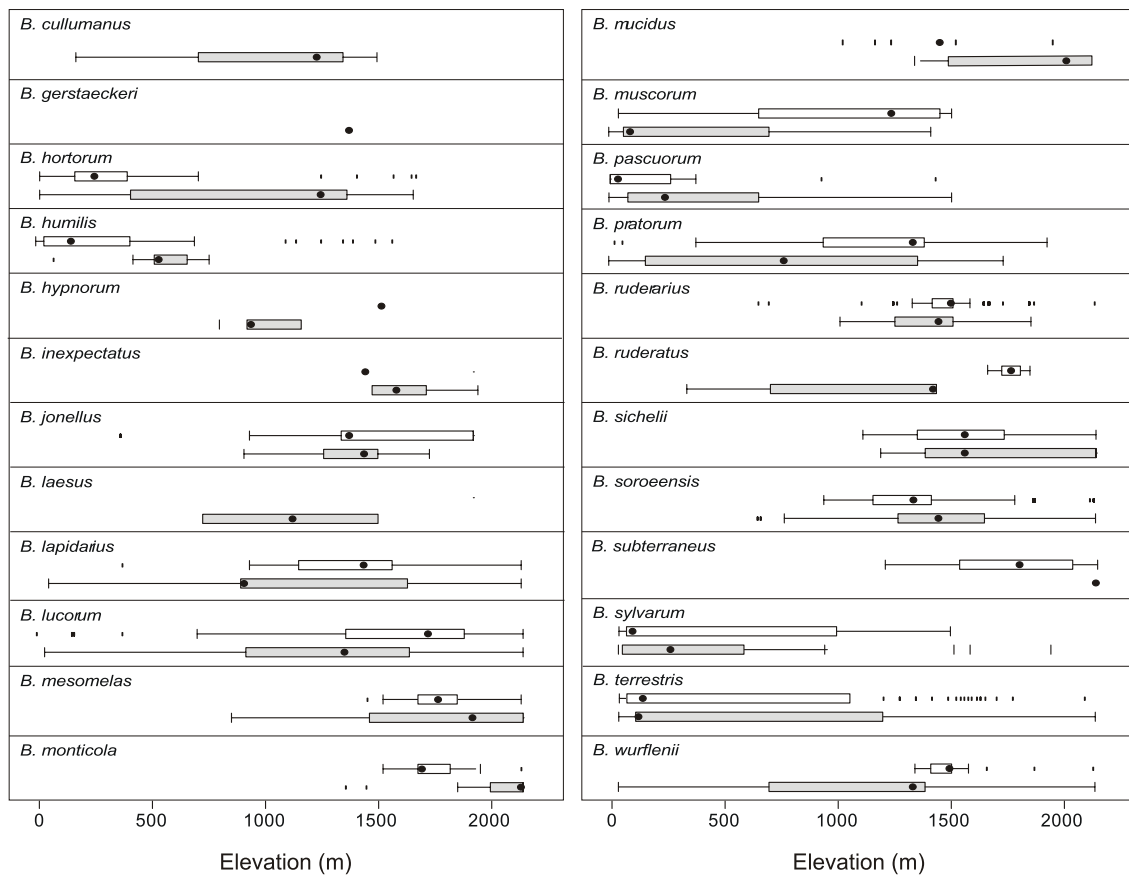 B. cullumanus
B. gerstaeckeri
B. hortorum
B. humilis
B. hypnorum
B. inexpectatus
B. jonellus
B. laesus
B. lapidarius
B. lucorum
B. mesomelas
B. monticola
0 500 1000 1500 2000
Elevation (m)
B. mucidus
B. muscorum
B. pascuorum
B. pratorum
B. ruderarius
B. ruderatus
B. sichelii
B. soroeensis
B. subterraneus
B. sylvarum
B. terrestris
B. wurflenii
0 500 1000 1500 2000
Elevation (m)